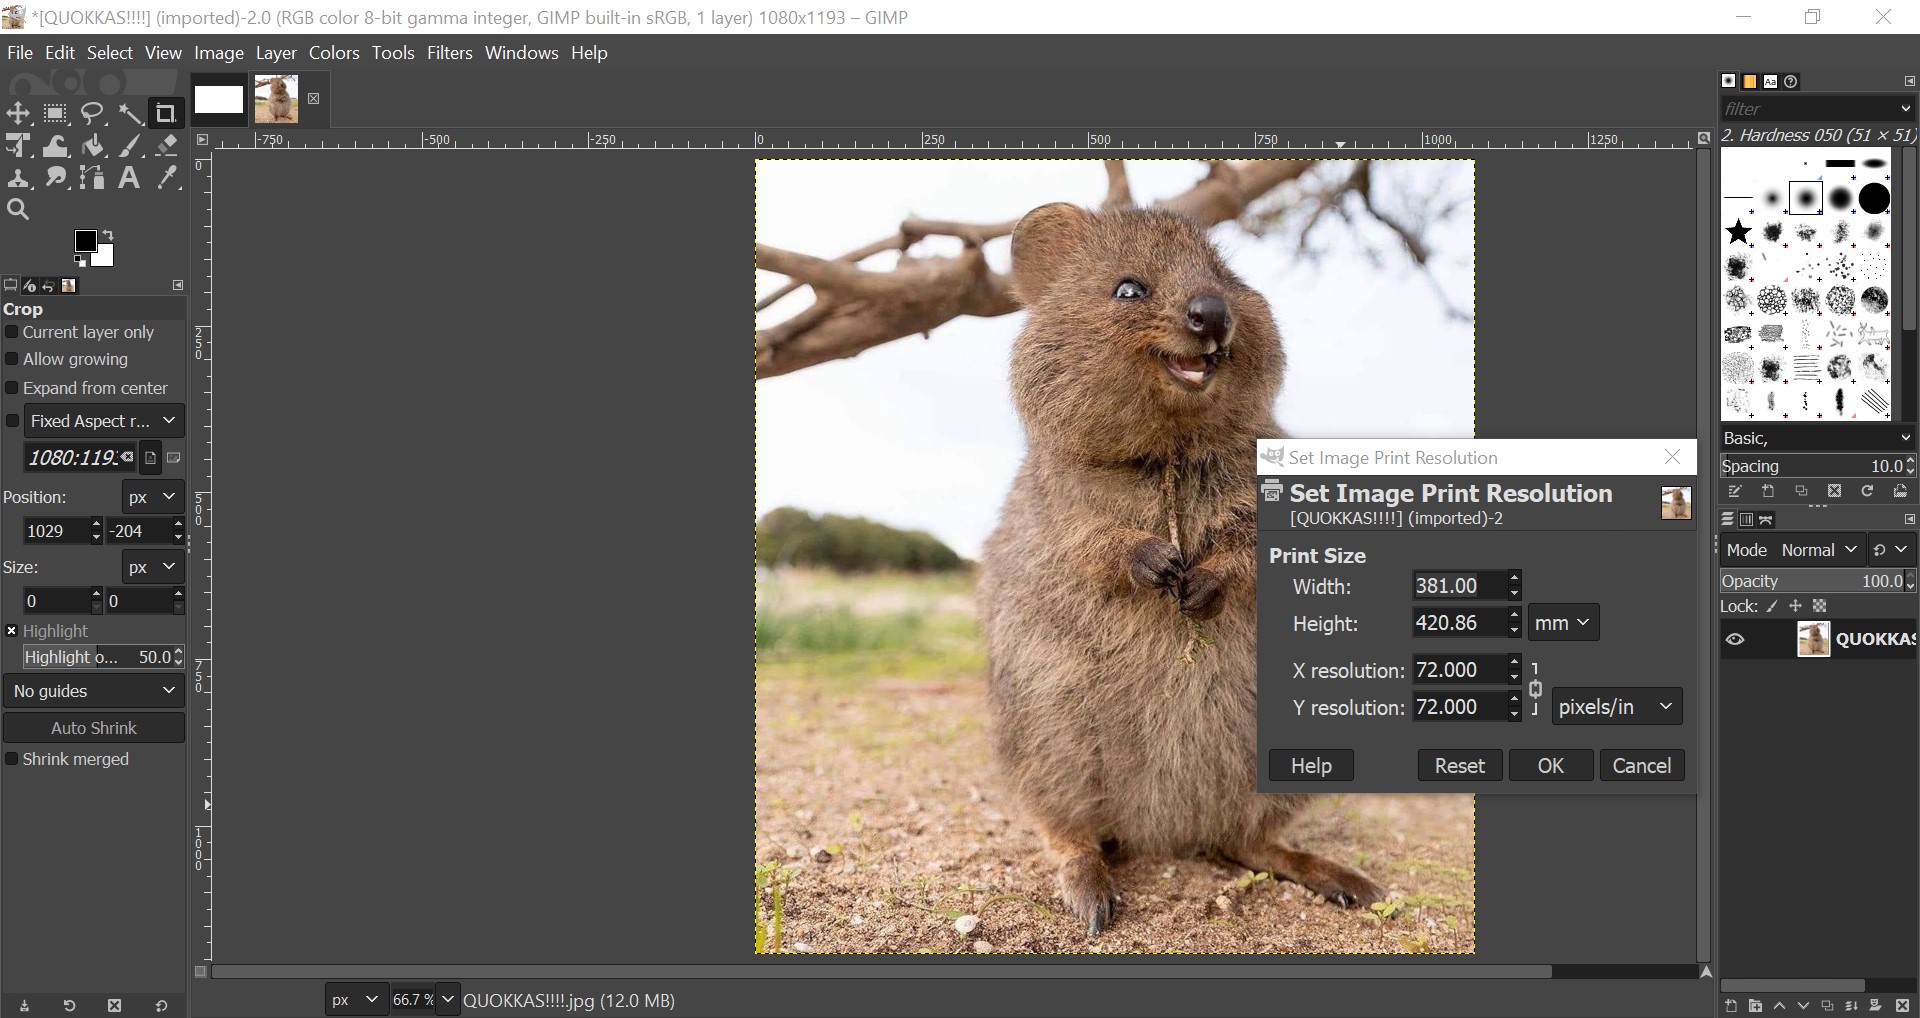 *[QUOKKAS!!!!] (imported)-2.0 (RGB color 8-bit gamma integer, GIMP built-in sRGB, 1 layer) 1080x1193 – GIMP
File Edit Select View Image Layer Colors Tools Filters Windows Help
filter
2. Hardness 050 (51 × 51)
-750 -500 -250 0 250 500 750 1000 1250
0
250
500
750
1000
Crop
Current layer only
Allow growing
Expand from center
Fixed Aspect r...
1080:119
Position:
px
1029
-204
Size:
px
0
0
Highlight
Highlight o... 50.0
No guides
Auto Shrink
Shrink merged
Set Image Print Resolution
Set Image Print Resolution
[QUOKKAS!!!!] (imported)-2
Print Size
Width: 381.00
Height: 420.86 mm
X resolution: 72.000
Y resolution: 72.000 pixels/in
Help Reset OK Cancel
Basic,
Spacing 10.0
Mode Normal
Opacity 100.0
Lock:
QUOKKAS
px 66.7 % QUOKKAS!!!!.jpg (12.0 MB)